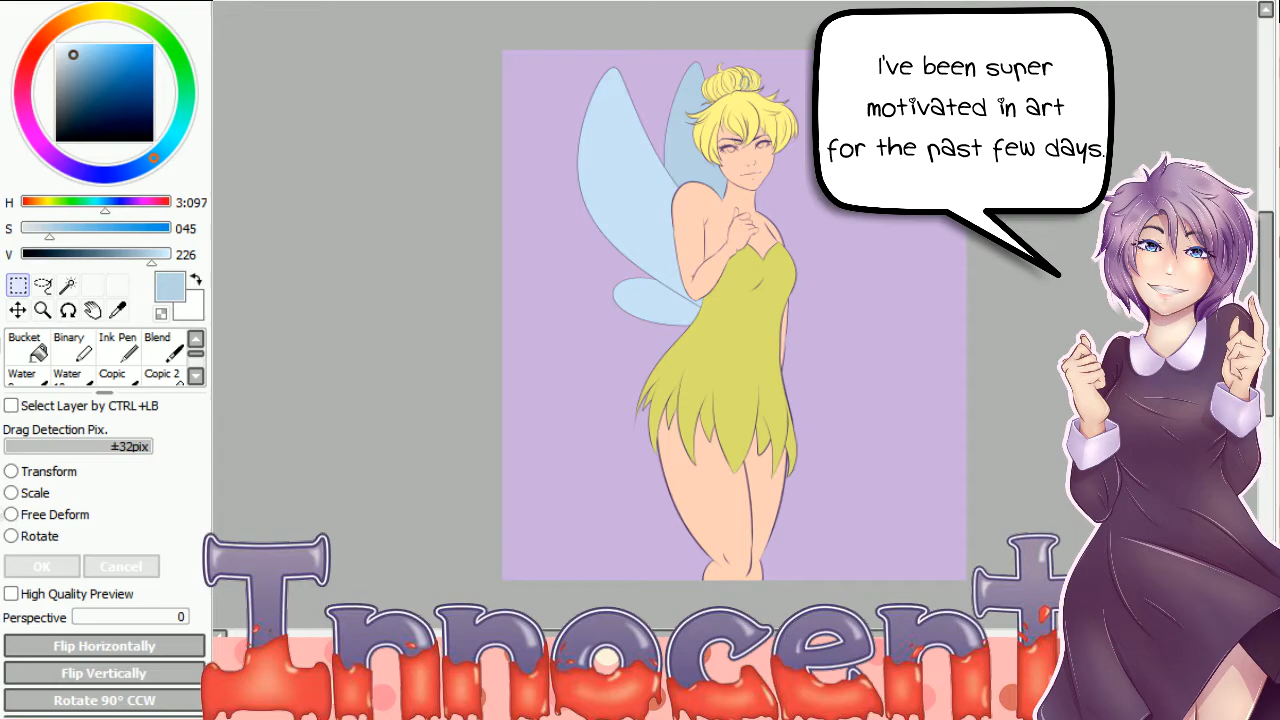 I've been super
motivated in art
for the past few days.
H 3:097
S 045
V 226
Bucket Binary Ink Pen Blend
Water Water Copic Copic 2
Select Layer by CTRL+LB
Drag Detection Pix.
±32pix
Transform
Scale
Free Deform
Rotate
OK Cancel
High Quality Preview
Perspective 0
Flip Horizontally
Flip Vertically
Rotate 90° CCW
Innocent